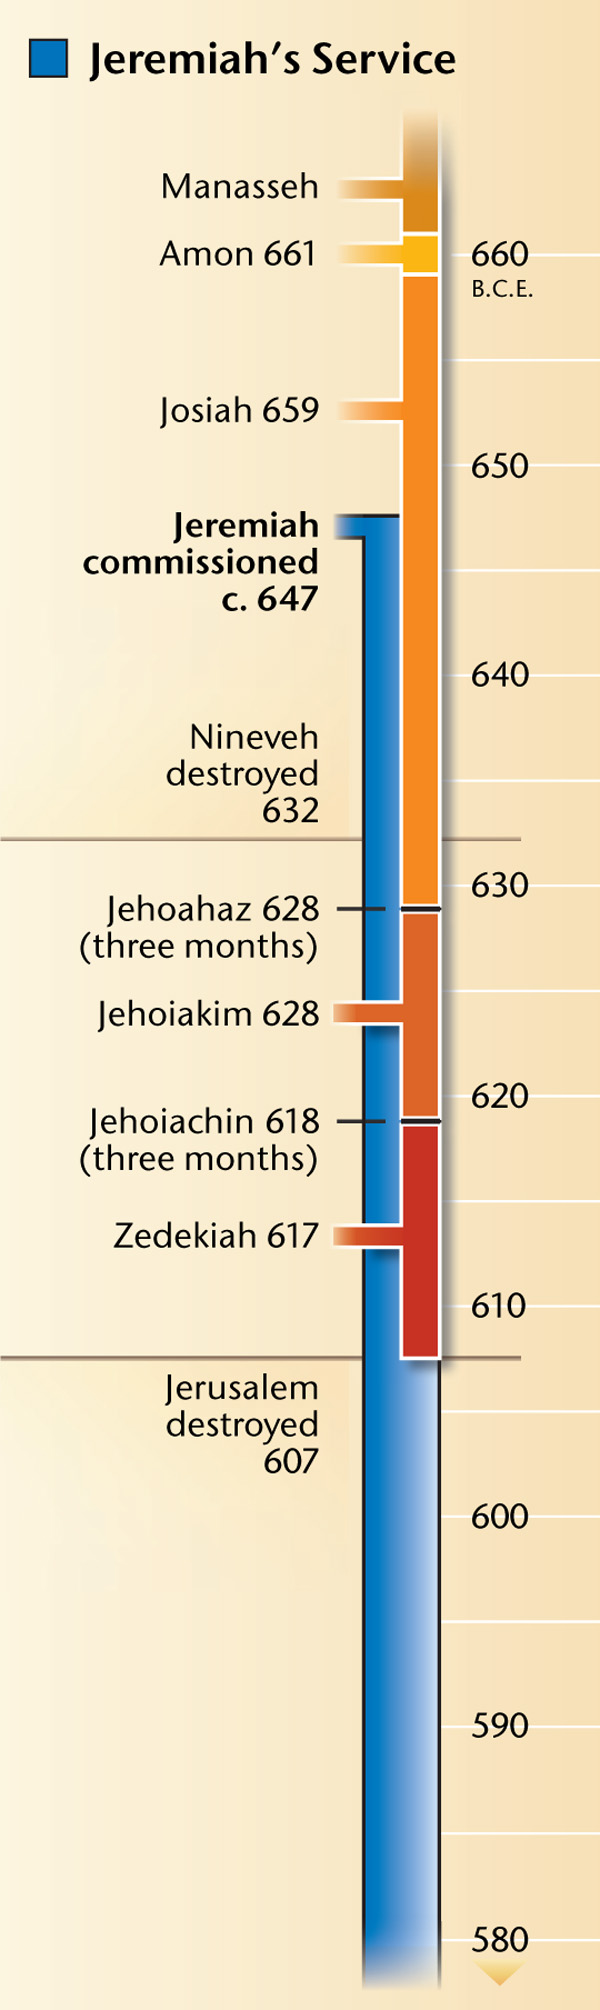 Jeremiah's Service
Manasseh
Amon 661
660
B.C.E.
Josiah 659
650
Jeremiah
commissioned
c. 647
640
Nineveh
destroyed
632
630
Jehoahaz 628
(three months)
Jehoiakim 628
620
Jehoiachin 618
(three months)
Zedekiah 617
610
Jerusalem
destroyed
607
600
590
580